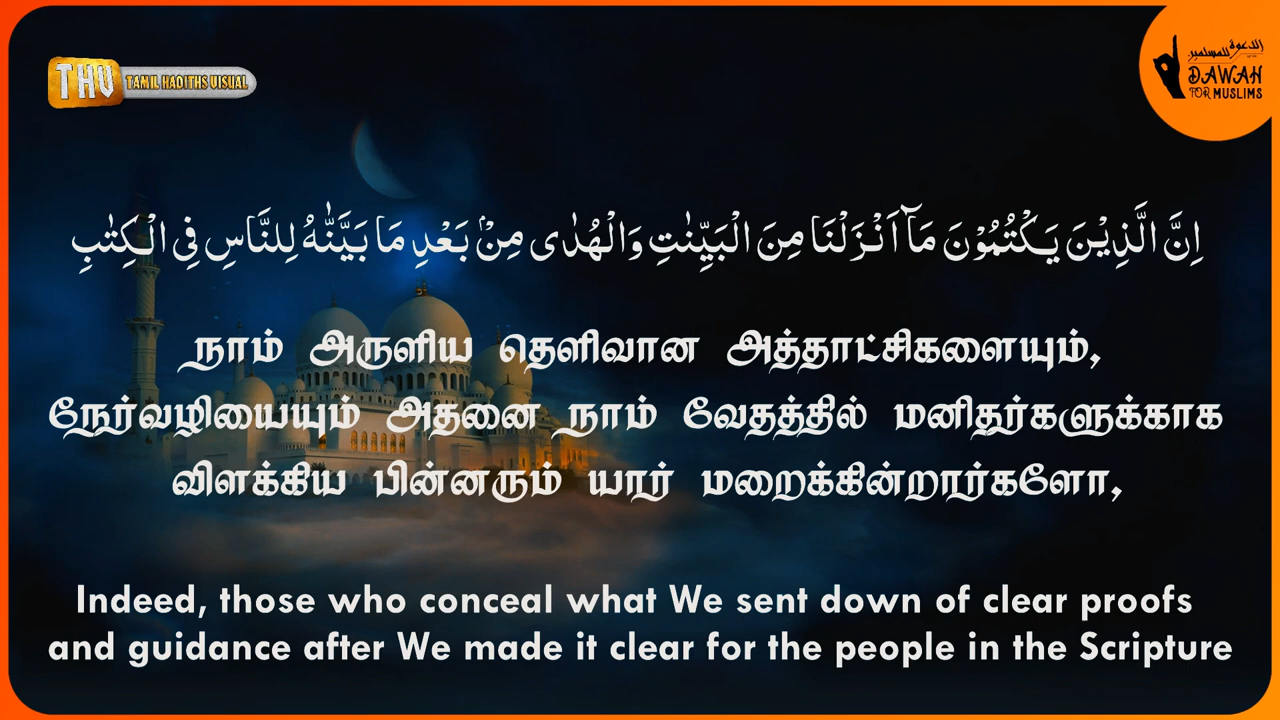 THV TAMIL HADITHS VISUAL
الدعوة للمسلمين
DAWAH
FOR MUSLIMS
اِنَّ الَّذِيْنَ يَكْتُمُوْنَ مَآ اَنْزَلْنَا مِنَ الْبَيِّنٰتِ وَالْهُدٰى مِنْۢ بَعْدِ مَا بَيَّنّٰهُ لِلنَّاسِ فِى الْكِتٰبِ
நாம் அருளிய தெளிவான அத்தாட்சிகளையும்,
நேர்வழியையும் அதனை நாம் வேதத்தில் மனிதர்களுக்காக
விளக்கிய பின்னரும் யார் மறைக்கின்றார்களோ,
Indeed, those who conceal what We sent down of clear proofs
and guidance after We made it clear for the people in the Scripture